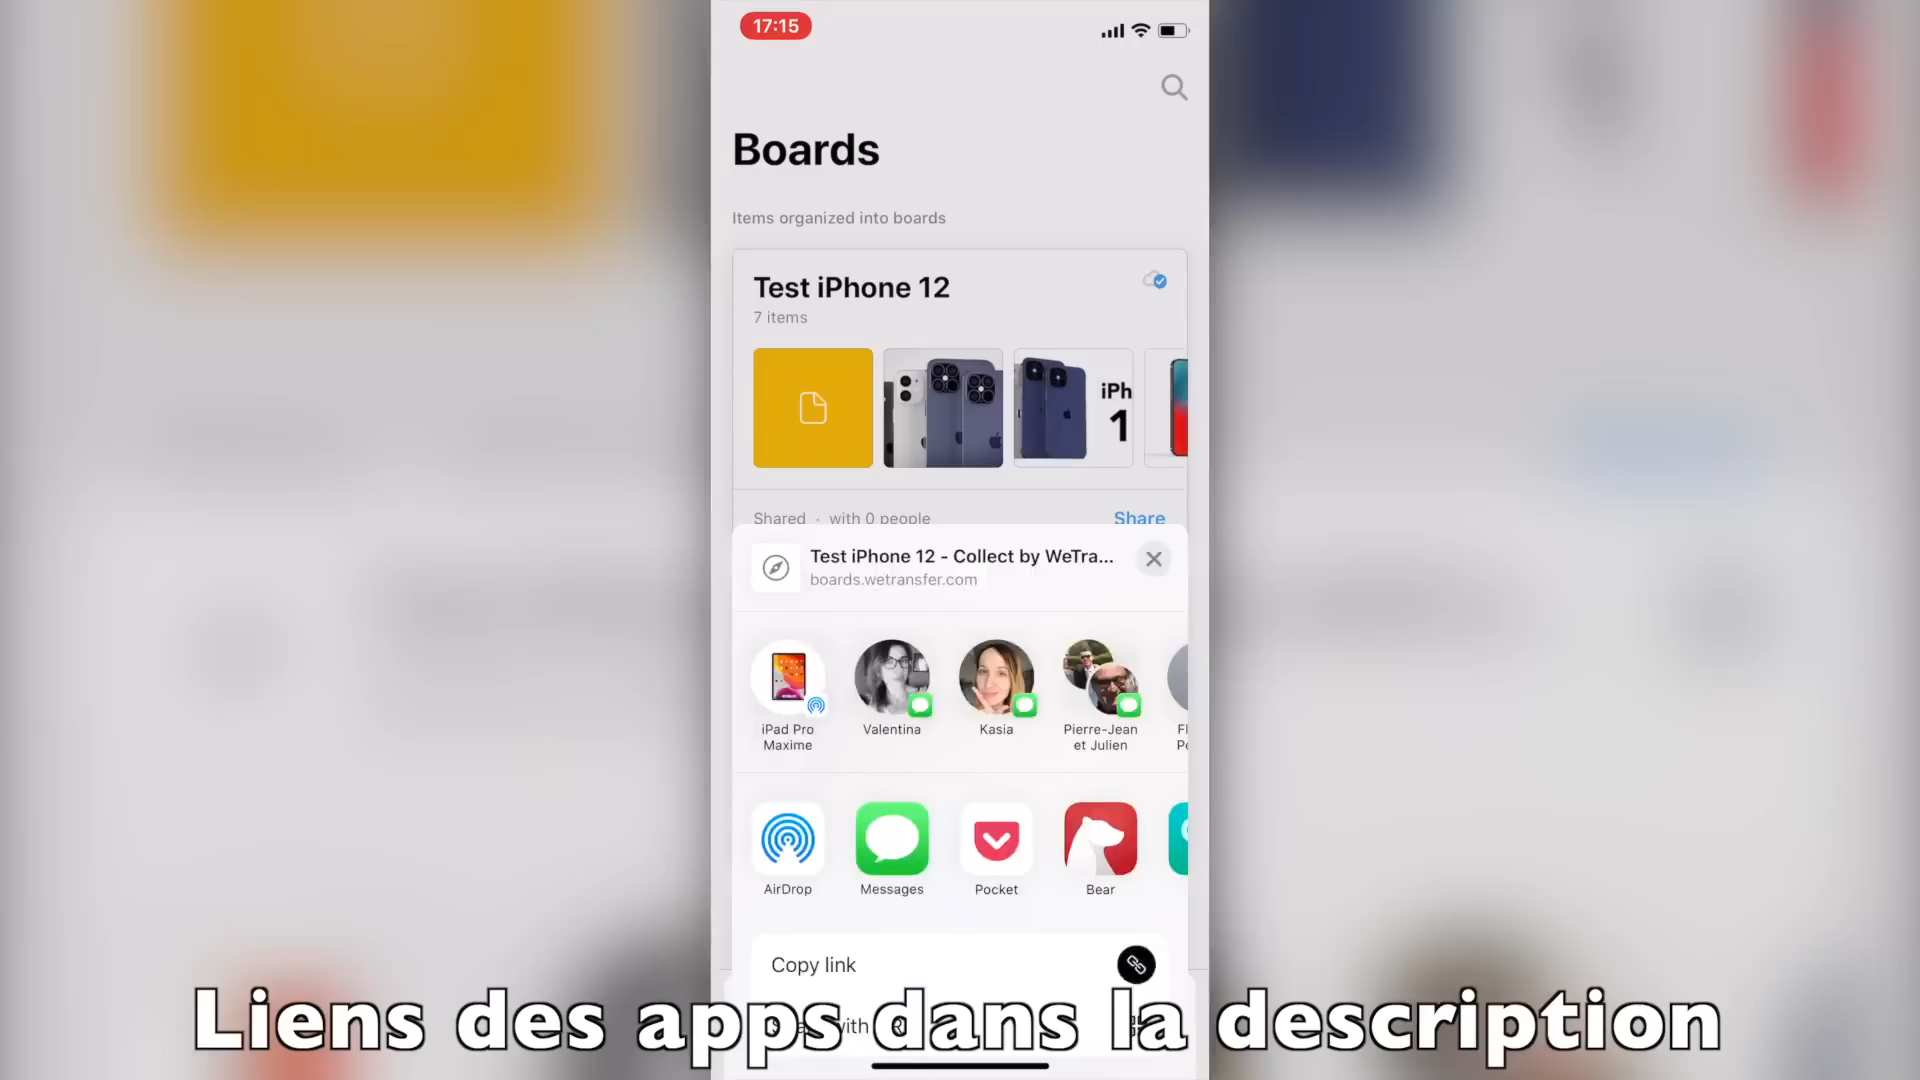 17:15
Boards
Items organized into boards
Test iPhone 12
7 items
iPh
1
Shared · with 0 people
Share
Test iPhone 12 - Collect by WeTra...
boards.wetransfer.com
iPad Pro
Maxime
Valentina
Kasia
Pierre-Jean
et Julien
AirDrop
Messages
Pocket
Bear
Copy link
Liens des apps dans la description